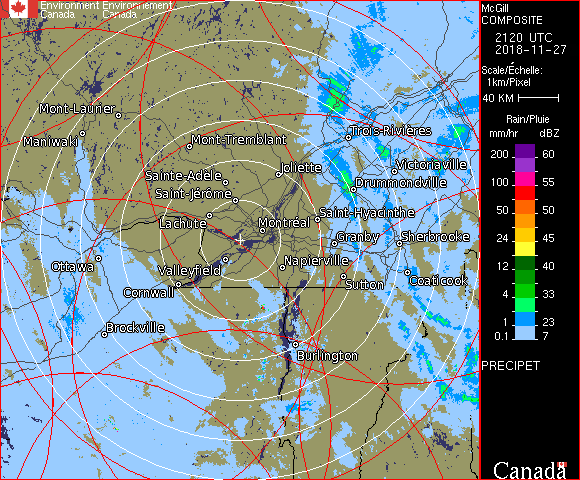 Environment Environnement
Canada Canada
McGill
COMPOSITE
2120 UTC
2018-11-27
Scale/Échelle:
1km/Pixel
40 KM
Rain/Pluie
mm/hr dBZ
200 60
100 55
50 50
24 45
12 40
4 33
1 23
0.1 7
PRECIPET
Canada
Mont-Laurier
Maniwaki
Mont-Tremblant
Trois-Rivières
Sainte-Adèle
Joliette
Victoriaville
Saint-Jérôme
Drummondville
Lachute
Montréal
Saint-Hyacinthe
Granby
Sherbrooke
Ottawa
Valleyfield
Napierville
Cornwall
Sutton
Coaticook
Brockville
Burlington